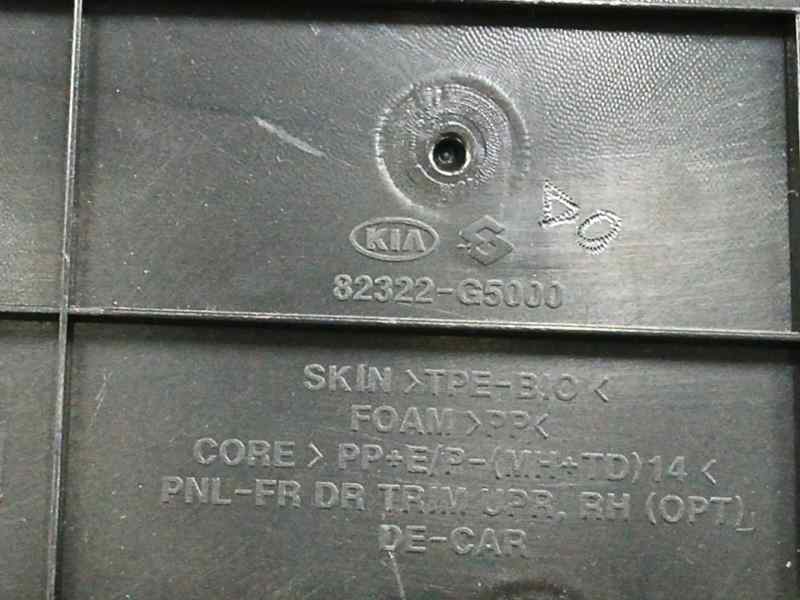 KIA
82322-G5000
SKIN >TPE-BIO<
FOAM >PP<
CORE > PP+E/P-(MH+TD)14 <
PNL-FR DR TRIM UPR, RH (OPT)
DE-CAR